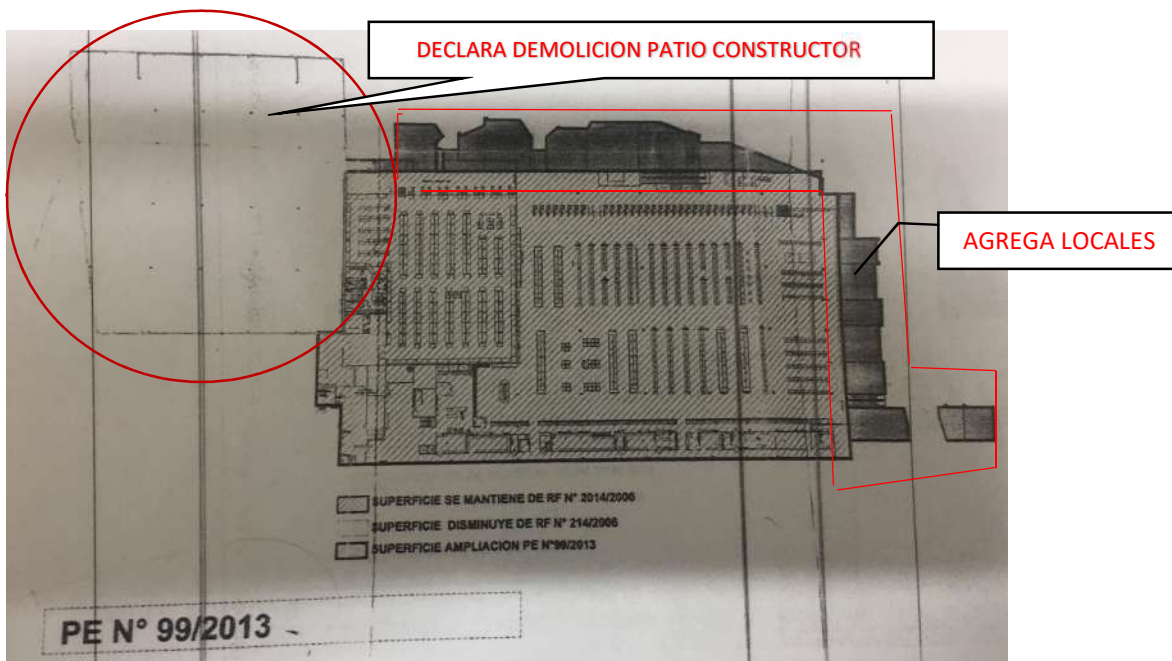 DECLARA DEMOLICION PATIO CONSTRUCTOR
AGREGA LOCALES
SUPERFICIE SE MANTIENE DE RF N° 2014/2006
SUPERFICIE DISMINUYE DE RF N° 214/2006
SUPERFICIE AMPLIACION PE N°99/2013
PE N° 99/2013